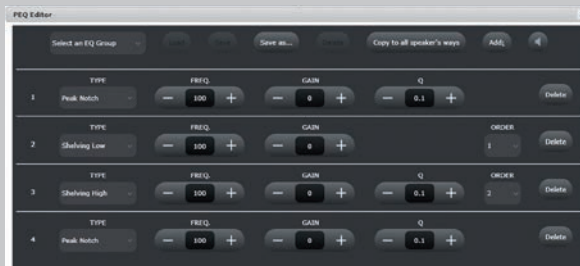 PEQ Editor
Select an EQ Group Load Save Save as... Delete Copy to all speaker's ways Add
TYPE FREQ. GAIN Q
1 Peak Notch − 100 + − 0 + − 0.1 + Delete
TYPE FREQ. GAIN ORDER
2 Shelving Low − 100 + − 0 + 1 Delete
TYPE FREQ. GAIN Q ORDER
3 Shelving High − 100 + − 0 + − 0.1 + 2 Delete
TYPE FREQ. GAIN Q
4 Peak Notch − 100 + − 0 + − 0.1 + Delete